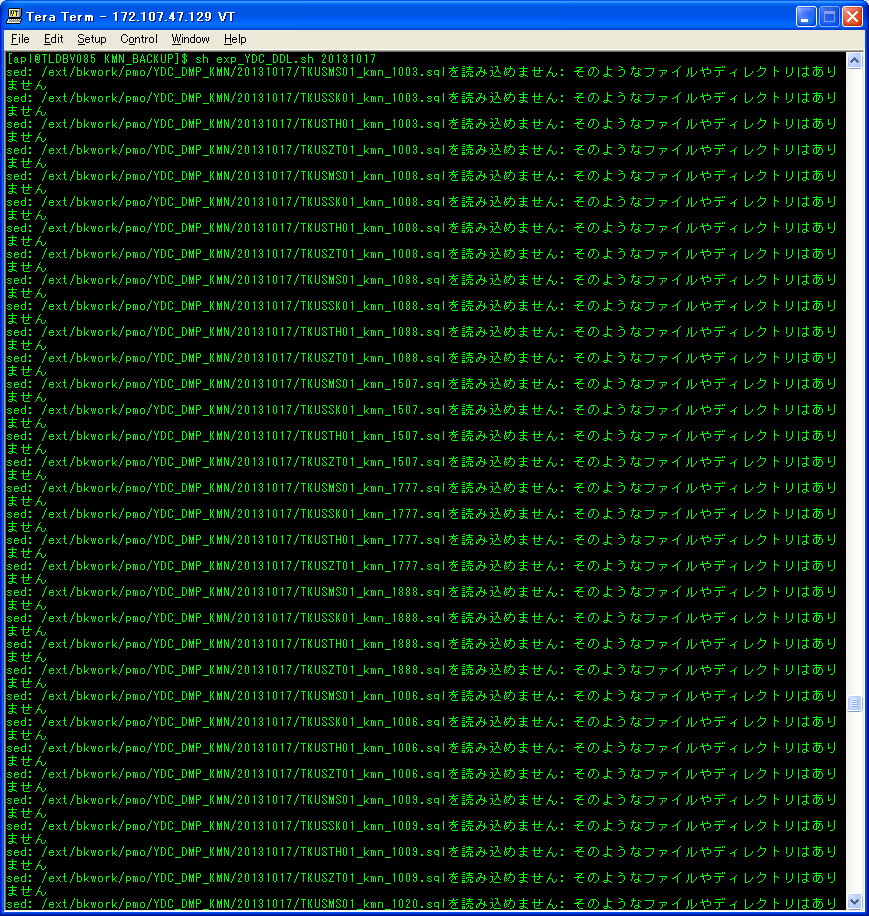 Tera Term - 172.107.47.129 VT
File Edit Setup Control Window Help
[apl@TLDBV085 KMN_BACKUP]$ sh exp_YDC_DDL.sh 20131017
sed: /ext/bkwork/pmo/YDC_DMP_KMN/20131017/TKUSMS01_kmn_1003.sqlを読み込めません: そのようなファイルやディレクトリはあり
ません
sed: /ext/bkwork/pmo/YDC_DMP_KMN/20131017/TKUSSK01_kmn_1003.sqlを読み込めません: そのようなファイルやディレクトリはあり
ません
sed: /ext/bkwork/pmo/YDC_DMP_KMN/20131017/TKUSTH01_kmn_1003.sqlを読み込めません: そのようなファイルやディレクトリはあり
ません
sed: /ext/bkwork/pmo/YDC_DMP_KMN/20131017/TKUSZT01_kmn_1003.sqlを読み込めません: そのようなファイルやディレクトリはあり
ません
sed: /ext/bkwork/pmo/YDC_DMP_KMN/20131017/TKUSMS01_kmn_1008.sqlを読み込めません: そのようなファイルやディレクトリはあり
ません
sed: /ext/bkwork/pmo/YDC_DMP_KMN/20131017/TKUSSK01_kmn_1008.sqlを読み込めません: そのようなファイルやディレクトリはあり
ません
sed: /ext/bkwork/pmo/YDC_DMP_KMN/20131017/TKUSTH01_kmn_1008.sqlを読み込めません: そのようなファイルやディレクトリはあり
ません
sed: /ext/bkwork/pmo/YDC_DMP_KMN/20131017/TKUSZT01_kmn_1008.sqlを読み込めません: そのようなファイルやディレクトリはあり
ません
sed: /ext/bkwork/pmo/YDC_DMP_KMN/20131017/TKUSMS01_kmn_1088.sqlを読み込めません: そのようなファイルやディレクトリはあり
ません
sed: /ext/bkwork/pmo/YDC_DMP_KMN/20131017/TKUSSK01_kmn_1088.sqlを読み込めません: そのようなファイルやディレクトリはあり
ません
sed: /ext/bkwork/pmo/YDC_DMP_KMN/20131017/TKUSTH01_kmn_1088.sqlを読み込めません: そのようなファイルやディレクトリはあり
ません
sed: /ext/bkwork/pmo/YDC_DMP_KMN/20131017/TKUSZT01_kmn_1088.sqlを読み込めません: そのようなファイルやディレクトリはあり
ません
sed: /ext/bkwork/pmo/YDC_DMP_KMN/20131017/TKUSMS01_kmn_1507.sqlを読み込めません: そのようなファイルやディレクトリはあり
ません
sed: /ext/bkwork/pmo/YDC_DMP_KMN/20131017/TKUSSK01_kmn_1507.sqlを読み込めません: そのようなファイルやディレクトリはあり
ません
sed: /ext/bkwork/pmo/YDC_DMP_KMN/20131017/TKUSTH01_kmn_1507.sqlを読み込めません: そのようなファイルやディレクトリはあり
ません
sed: /ext/bkwork/pmo/YDC_DMP_KMN/20131017/TKUSZT01_kmn_1507.sqlを読み込めません: そのようなファイルやディレクトリはあり
ません
sed: /ext/bkwork/pmo/YDC_DMP_KMN/20131017/TKUSMS01_kmn_1777.sqlを読み込めません: そのようなファイルやディレクトリはあり
ません
sed: /ext/bkwork/pmo/YDC_DMP_KMN/20131017/TKUSSK01_kmn_1777.sqlを読み込めません: そのようなファイルやディレクトリはあり
ません
sed: /ext/bkwork/pmo/YDC_DMP_KMN/20131017/TKUSTH01_kmn_1777.sqlを読み込めません: そのようなファイルやディレクトリはあり
ません
sed: /ext/bkwork/pmo/YDC_DMP_KMN/20131017/TKUSZT01_kmn_1777.sqlを読み込めません: そのようなファイルやディレクトリはあり
ません
sed: /ext/bkwork/pmo/YDC_DMP_KMN/20131017/TKUSMS01_kmn_1888.sqlを読み込めません: そのようなファイルやディレクトリはあり
ません
sed: /ext/bkwork/pmo/YDC_DMP_KMN/20131017/TKUSSK01_kmn_1888.sqlを読み込めません: そのようなファイルやディレクトリはあり
ません
sed: /ext/bkwork/pmo/YDC_DMP_KMN/20131017/TKUSTH01_kmn_1888.sqlを読み込めません: そのようなファイルやディレクトリはあり
ません
sed: /ext/bkwork/pmo/YDC_DMP_KMN/20131017/TKUSZT01_kmn_1888.sqlを読み込めません: そのようなファイルやディレクトリはあり
ません
sed: /ext/bkwork/pmo/YDC_DMP_KMN/20131017/TKUSMS01_kmn_1006.sqlを読み込めません: そのようなファイルやディレクトリはあり
ません
sed: /ext/bkwork/pmo/YDC_DMP_KMN/20131017/TKUSSK01_kmn_1006.sqlを読み込めません: そのようなファイルやディレクトリはあり
ません
sed: /ext/bkwork/pmo/YDC_DMP_KMN/20131017/TKUSTH01_kmn_1006.sqlを読み込めません: そのようなファイルやディレクトリはあり
ません
sed: /ext/bkwork/pmo/YDC_DMP_KMN/20131017/TKUSZT01_kmn_1006.sqlを読み込めません: そのようなファイルやディレクトリはあり
ません
sed: /ext/bkwork/pmo/YDC_DMP_KMN/20131017/TKUSMS01_kmn_1009.sqlを読み込めません: そのようなファイルやディレクトリはあり
ません
sed: /ext/bkwork/pmo/YDC_DMP_KMN/20131017/TKUSSK01_kmn_1009.sqlを読み込めません: そのようなファイルやディレクトリはあり
ません
sed: /ext/bkwork/pmo/YDC_DMP_KMN/20131017/TKUSTH01_kmn_1009.sqlを読み込めません: そのようなファイルやディレクトリはあり
ません
sed: /ext/bkwork/pmo/YDC_DMP_KMN/20131017/TKUSZT01_kmn_1009.sqlを読み込めません: そのようなファイルやディレクトリはあり
ません
sed: /ext/bkwork/pmo/YDC_DMP_KMN/20131017/TKUSMS01_kmn_1020.sqlを読み込めません: そのようなファイルやディレクトリはあり